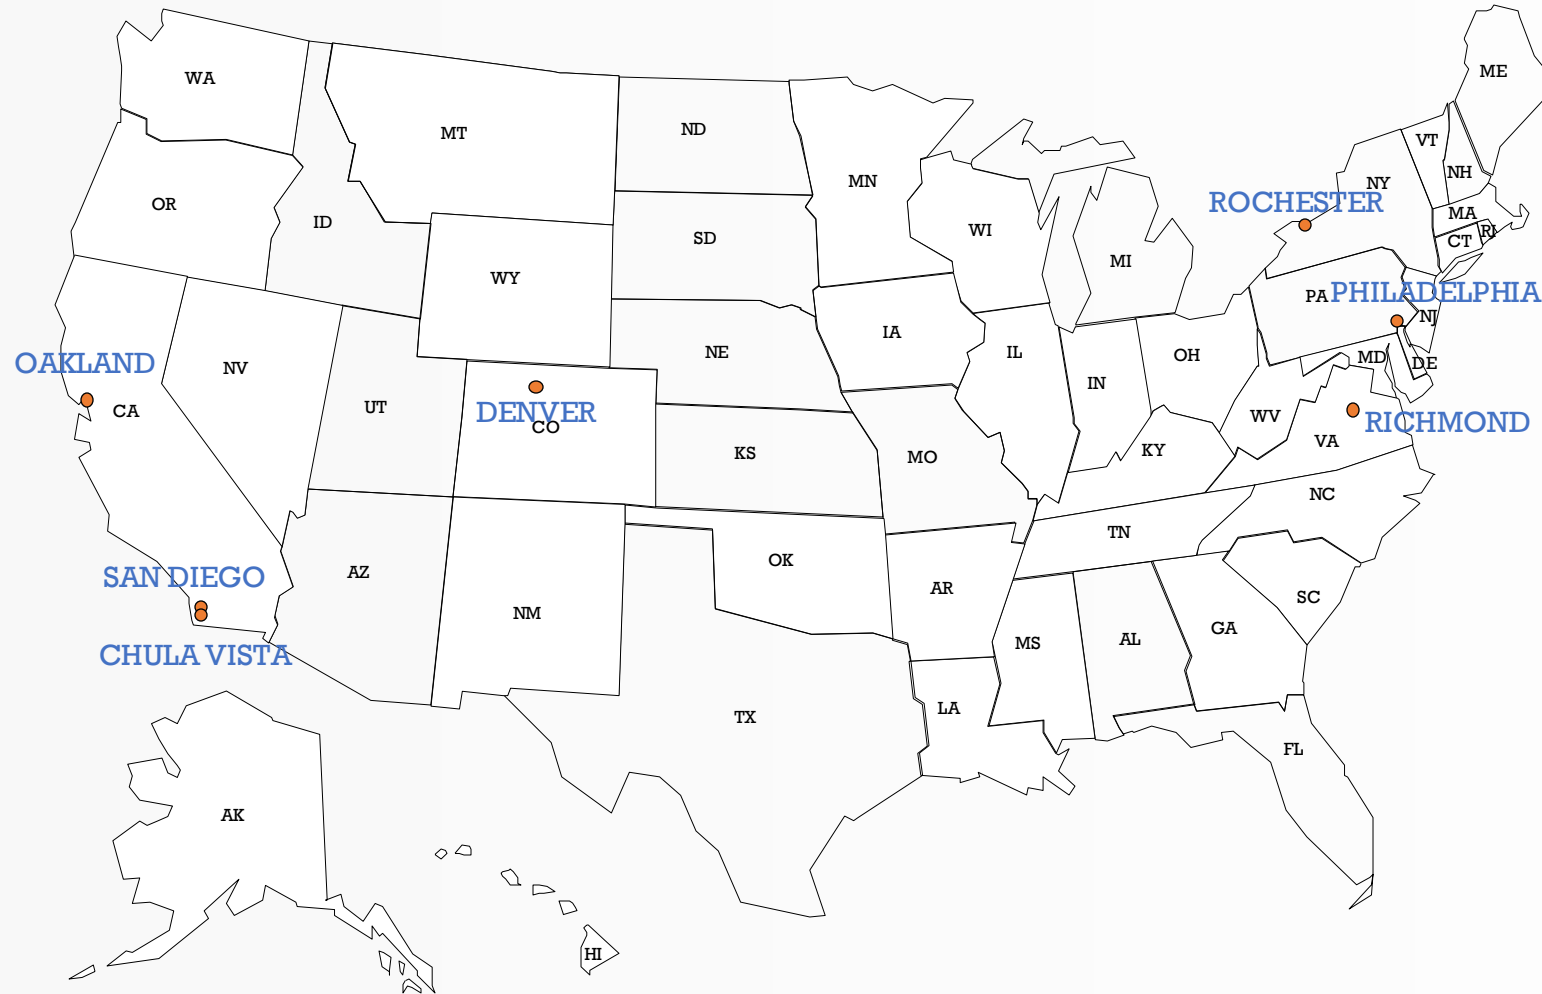 ME
WA
MT
ND
VT
NH
MN
NY
OR
ROCHESTER
MA
ID
WI
RI
SD
CT
MI
WY
PA
PHILADELPHIA
NJ
IA
NE
IL
OH
MD
DE
OAKLAND
NV
IN
CA
UT
DENVER
CO
WV
RICHMOND
VA
KS
MO
KY
NC
TN
OK
AZ
SAN DIEGO
AR
SC
NM
GA
MS
AL
CHULA VISTA
LA
TX
FL
AK
HI